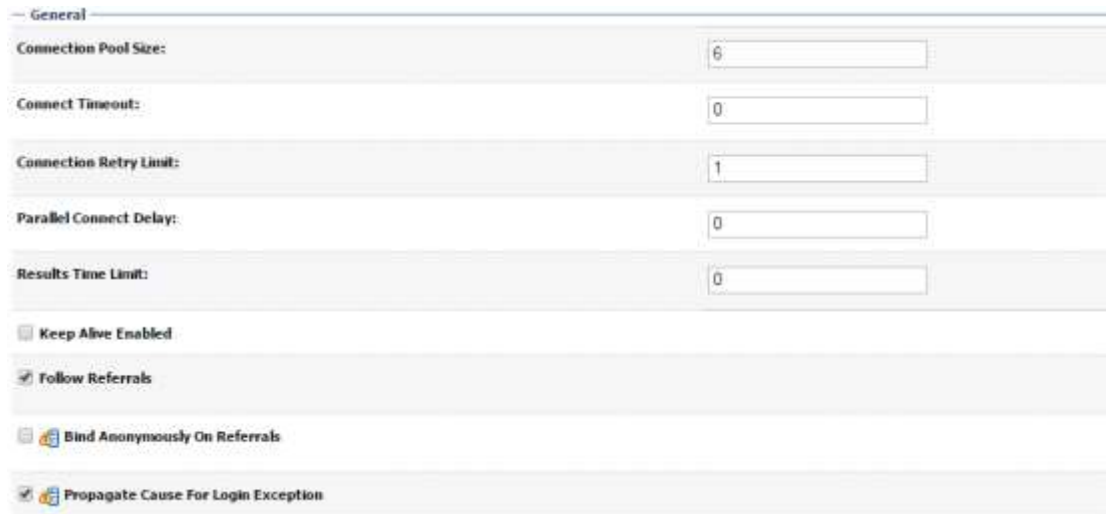 General
Connection Pool Size:
6
Connect Timeout:
0
Connection Retry Limit:
1
Parallel Connect Delay:
0
Results Time Limit:
0
Keep Alive Enabled
Follow Referrals
Bind Anonymously On Referrals
Propagate Cause For Login Exception